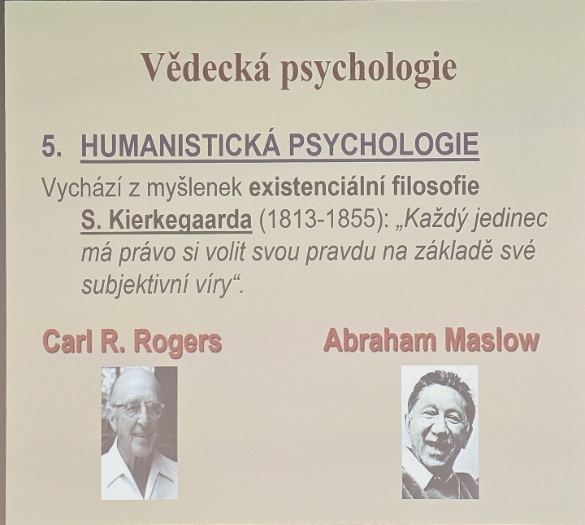 Vědecká psychologie
5. HUMANISTICKÁ PSYCHOLOGIE
Vychází z myšlenek existenciální filosofie
S. Kierkegaarda (1813-1855): „Každý jedinec
má právo si volit svou pravdu na základě své
subjektivní víry“.
Carl R. Rogers
Abraham Maslow